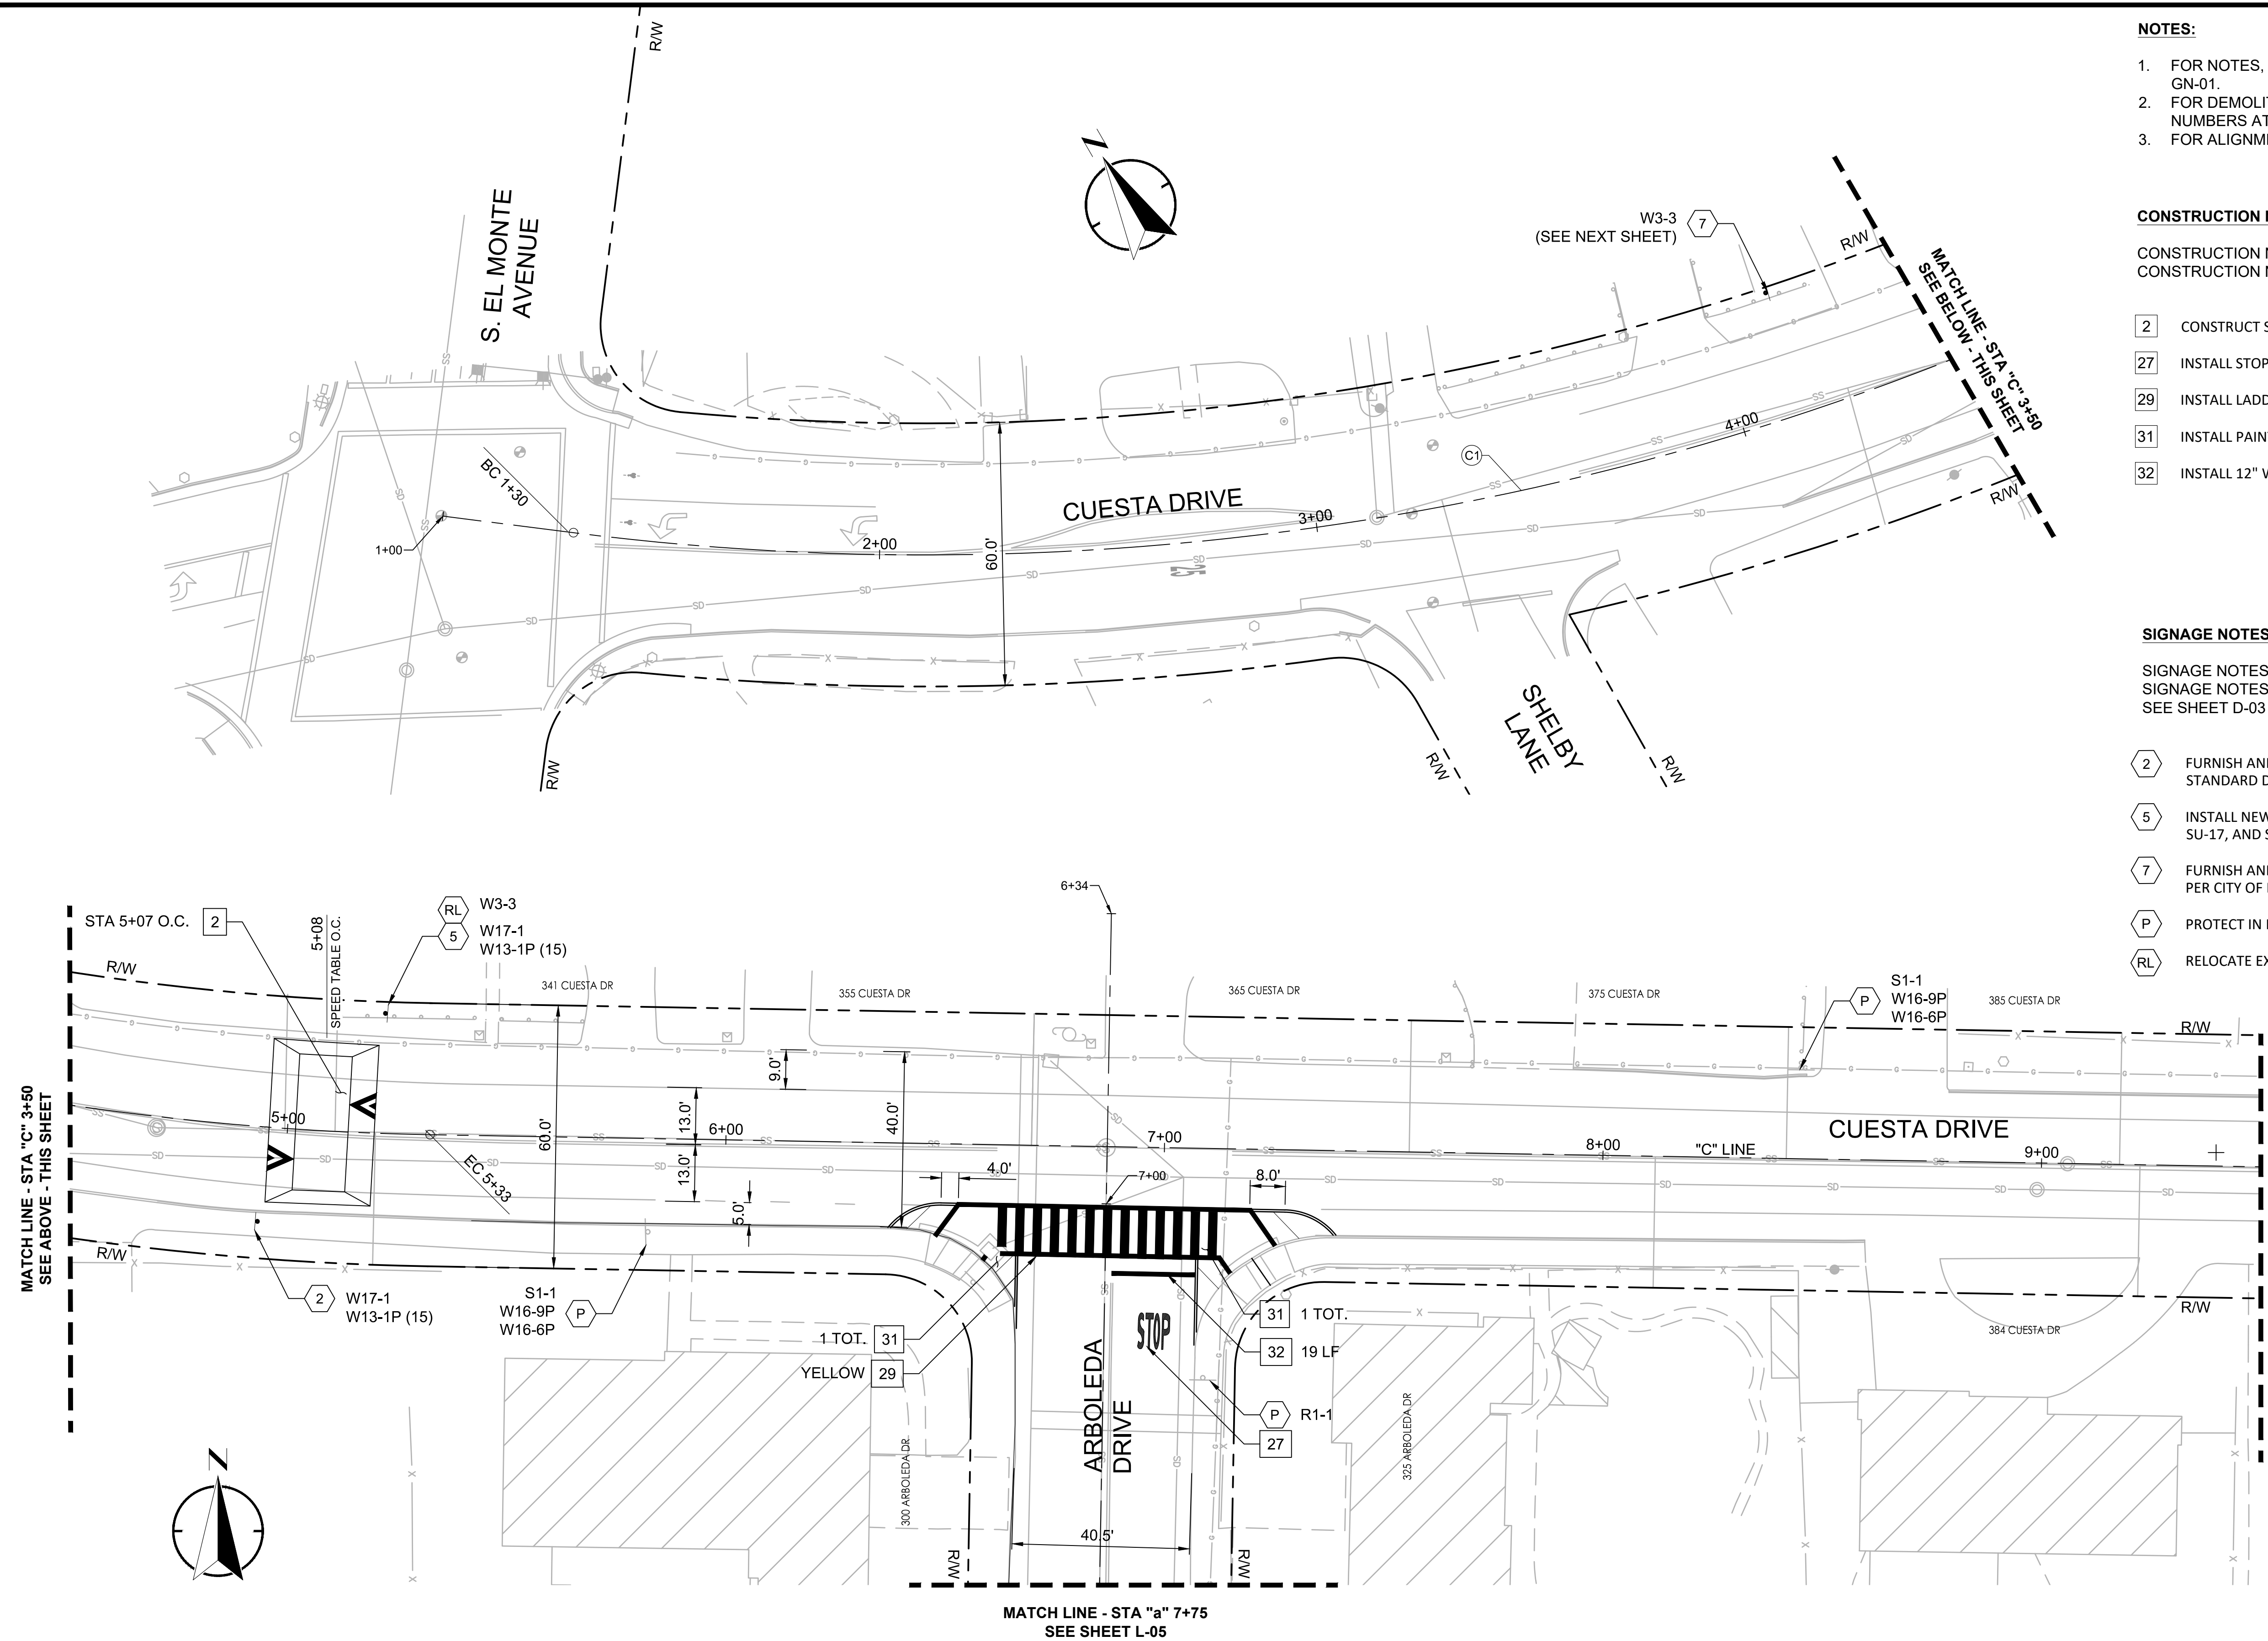 NOTES:
1. FOR NOTES,
GN-01.
2. FOR DEMOLI
NUMBERS AT
3. FOR ALIGNM
CONSTRUCTION
CONSTRUCTION
CONSTRUCTION
2 CONSTRUCT S
27 INSTALL STOP
29 INSTALL LADD
31 INSTALL PAIN
32 INSTALL 12" W
SIGNAGE NOTES
SIGNAGE NOTES
SIGNAGE NOTES
SEE SHEET D-03
2 FURNISH AN
STANDARD D
5 INSTALL NEW
SU-17, AND S
7 FURNISH AN
PER CITY OF
P PROTECT IN
RL RELOCATE EX
R/W
N
S. EL MONTE
AVENUE
W3-3
(SEE NEXT SHEET)
7
R/W
MATCH LINE - STA "C" 3+50
SEE BELOW - THIS SHEET
BC 1+30
1+00
2+00
CUESTA DRIVE
3+00
C1
4+00
60.0'
25
R/W
SHELBY
LANE
R/W
R/W
R/W
6+34
STA 5+07 O.C. 2
5+08
SPEED TABLE O.C.
RL W3-3
5 W17-1
W13-1P (15)
R/W
341 CUESTA DR
355 CUESTA DR
365 CUESTA DR
375 CUESTA DR
P
S1-1
W16-9P
W16-6P
385 CUESTA DR
R/W
MATCH LINE - STA "C" 3+50
SEE ABOVE - THIS SHEET
9.0'
13.0'
40.0'
60.0'
5+00
6+00
7+00
8+00
"C" LINE
CUESTA DRIVE
9+00
EC 5+33
13.0'
4.0'
7+00
8.0'
5.0'
R/W
2 W17-1
W13-1P (15)
S1-1
W16-9P
W16-6P
P
1 TOT. 31
YELLOW 29
STOP
31 1 TOT.
32 19 LF
P R1-1
27
ARBOLEDA
DRIVE
300 ARBOLEDA DR.
325 ARBOLEDA DR
384 CUESTA DR
R/W
N
40.5'
R/W
R/W
MATCH LINE - STA "a" 7+75
SEE SHEET L-05